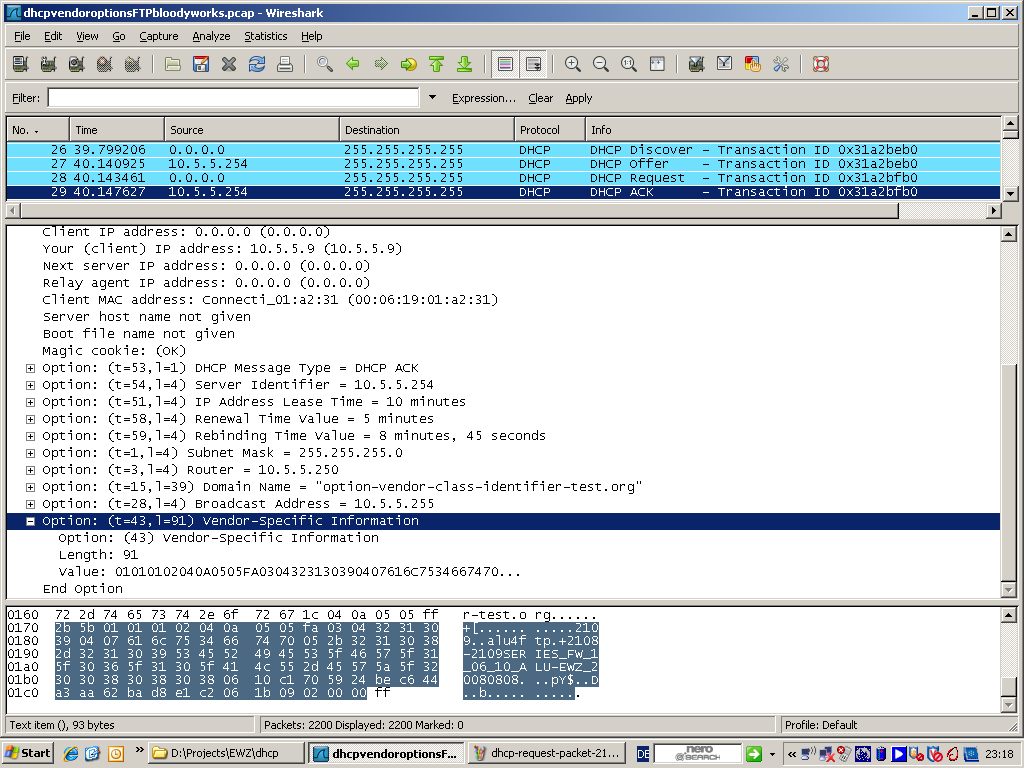 dhcpvendoroptionsFTPbloodyworks.pcap - Wireshark
File Edit View Go Capture Analyze Statistics Help
Filter: Expression... Clear Apply
No. - Time Source Destination Protocol Info
26 39.799206 0.0.0.0 255.255.255.255 DHCP DHCP Discover - Transaction ID 0x31a2beb0
27 40.140925 10.5.5.254 255.255.255.255 DHCP DHCP Offer - Transaction ID 0x31a2beb0
28 40.143461 0.0.0.0 255.255.255.255 DHCP DHCP Request - Transaction ID 0x31a2bfb0
29 40.147627 10.5.5.254 255.255.255.255 DHCP DHCP ACK - Transaction ID 0x31a2bfb0
Client IP address: 0.0.0.0 (0.0.0.0)
Your (client) IP address: 10.5.5.9 (10.5.5.9)
Next server IP address: 0.0.0.0 (0.0.0.0)
Relay agent IP address: 0.0.0.0 (0.0.0.0)
Client MAC address: Connecti_01:a2:31 (00:06:19:01:a2:31)
Server host name not given
Boot file name not given
Magic cookie: (OK)
Option: (t=53,l=1) DHCP Message Type = DHCP ACK
Option: (t=54,l=4) Server Identifier = 10.5.5.254
Option: (t=51,l=4) IP Address Lease Time = 10 minutes
Option: (t=58,l=4) Renewal Time Value = 5 minutes
Option: (t=59,l=4) Rebinding Time Value = 8 minutes, 45 seconds
Option: (t=1,l=4) Subnet Mask = 255.255.255.0
Option: (t=3,l=4) Router = 10.5.5.250
Option: (t=15,l=39) Domain Name = "option-vendor-class-identifier-test.org"
Option: (t=28,l=4) Broadcast Address = 10.5.5.255
Option: (t=43,l=91) Vendor-Specific Information
Option: (43) Vendor-Specific Information
Length: 91
Value: 01010102040A0505FA0304323130390407616C7534667470...
End Option
0160 72 2d 74 65 73 74 2e 6f 72 67 1c 04 0a 05 05 ff r-test.o rg......
0170 2b 5b 01 01 01 02 04 0a 05 05 fa 03 04 32 31 30 +[...... .....210
0180 39 04 07 61 6c 75 34 66 74 70 05 2b 32 31 30 38 9..alu4f tp.+2108
0190 2d 32 31 30 39 53 45 52 49 45 53 5f 46 57 5f 31 -2109SER IES_FW_1
01a0 5f 30 36 5f 31 30 5f 41 4c 55 2d 45 57 5a 5f 32 _06_10_A LU-EWZ_2
01b0 30 30 38 30 38 30 38 06 10 c1 70 59 24 be c6 44 0080808. ..pY$..D
01c0 a3 aa 62 ba d8 e1 c2 06 1b 09 02 00 00 ff ..b..... ......
Text item (), 93 bytes Packets: 2200 Displayed: 2200 Marked: 0 Profile: Default
Start D:\Projects\EWZ\dhcp dhcpvendoroptionsF... dhcp-request-packet-21... DE nero SEARCH 23:18